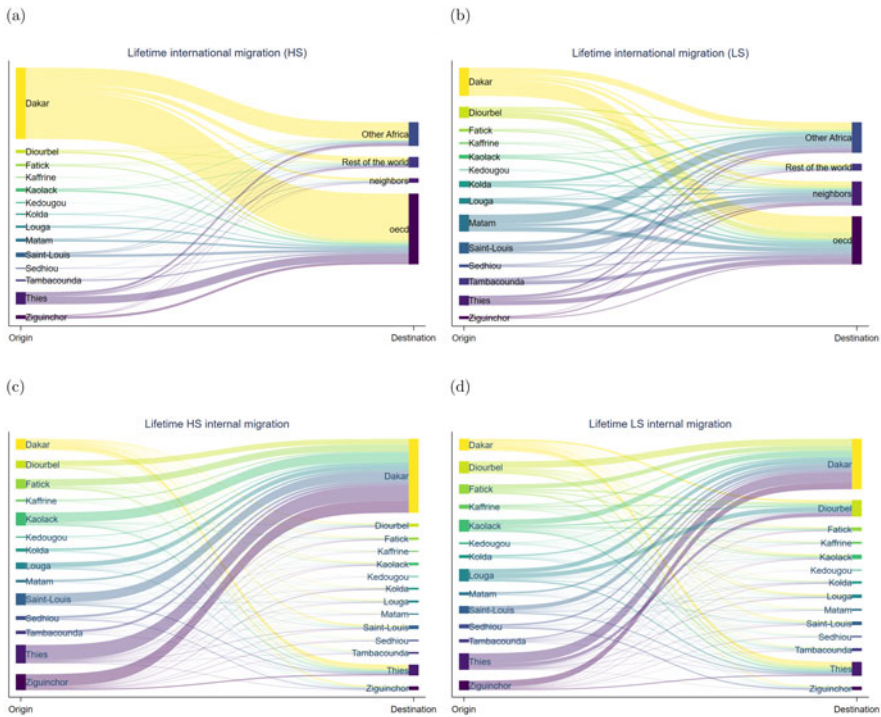 (a)
Lifetime international migration (HS)
Dakar
Diourbel
Fatick
Kaffrine
Kaolack
Kedougou
Kolda
Louga
Matam
Saint-Louis
Sedhiou
Tambacounda
Thies
Ziguinchor
Other Africa
Rest of the world
neighbors
oecd
Origin
Destination
(b)
Lifetime international migration (LS)
Dakar
Diourbel
Fatick
Kaffrine
Kaolack
Kedougou
Kolda
Louga
Matam
Saint-Louis
Sedhiou
Tambacounda
Thies
Ziguinchor
Other Africa
Rest of the world
neighbors
oecd
Origin
Destination
(c)
Lifetime HS internal migration
Dakar
Diourbel
Fatick
Kaffrine
Kaolack
Kedougou
Kolda
Louga
Matam
Saint-Louis
Sedhiou
Tambacounda
Thies
Ziguinchor
Dakar
Diourbel
Fatick
Kaffrine
Kaolack
Kedougou
Kolda
Louga
Matam
Saint-Louis
Sedhiou
Tambacounda
Thies
Ziguinchor
Origin
Destination
(d)
Lifetime LS internal migration
Dakar
Diourbel
Fatick
Kaffrine
Kaolack
Kedougou
Kolda
Louga
Matam
Saint-Louis
Sedhiou
Tambacounda
Thies
Ziguinchor
Dakar
Diourbel
Fatick
Kaffrine
Kaolack
Kedougou
Kolda
Louga
Matam
Saint-Louis
Sedhiou
Tambacounda
Thies
Ziguinchor
Origin
Destination